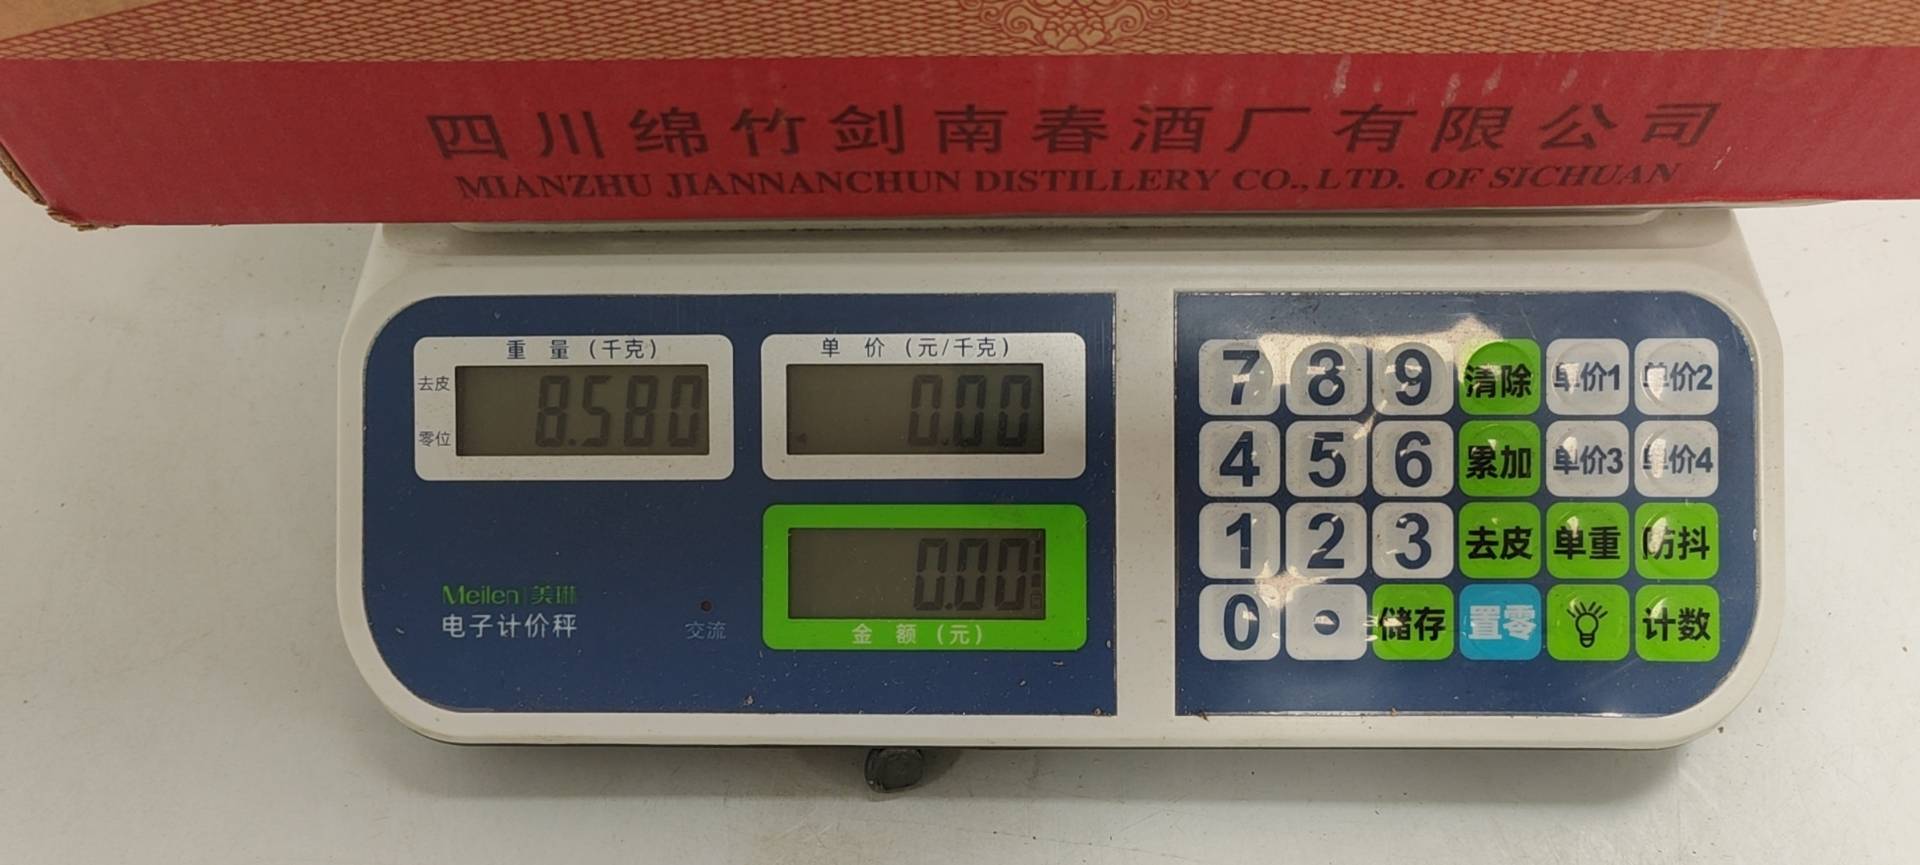 四川绵竹剑南春酒厂有限公司
MIANZHU JIANNANCHUN DISTILLERY CO.,LTD. OF SICHUAN
重 量 (千克)
去皮
零位
8.580
单 价 (元/千克)
0.00
0.00
金 额 (元)
Meilen 美琳
电子计价秤
交流
7 8 9 清除 单价1 单价2
4 5 6 累加 单价3 单价4
1 2 3 去皮 单重 防抖
0 . 储存 置零 计数